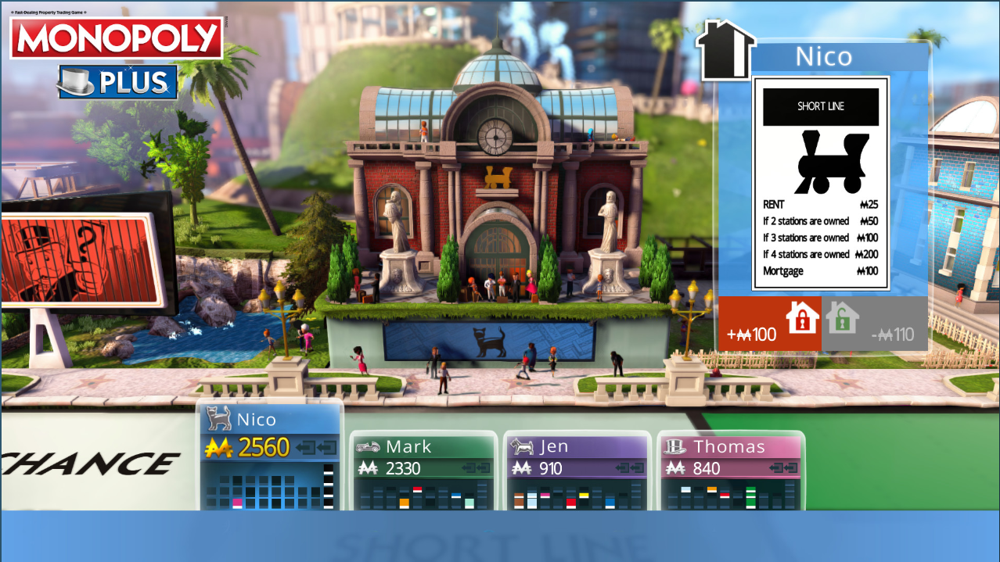 Fast-Dealing Property Trading Game
MONOPOLY
PLUS
Nico
SHORT LINE
RENT ₩25
If 2 stations are owned ₩50
If 3 stations are owned ₩100
If 4 stations are owned ₩200
Mortgage ₩100
+₩100
-₩110
?
CHANCE
Nico
2560
Mark
2330
Jen
910
Thomas
840
SHORT LINE